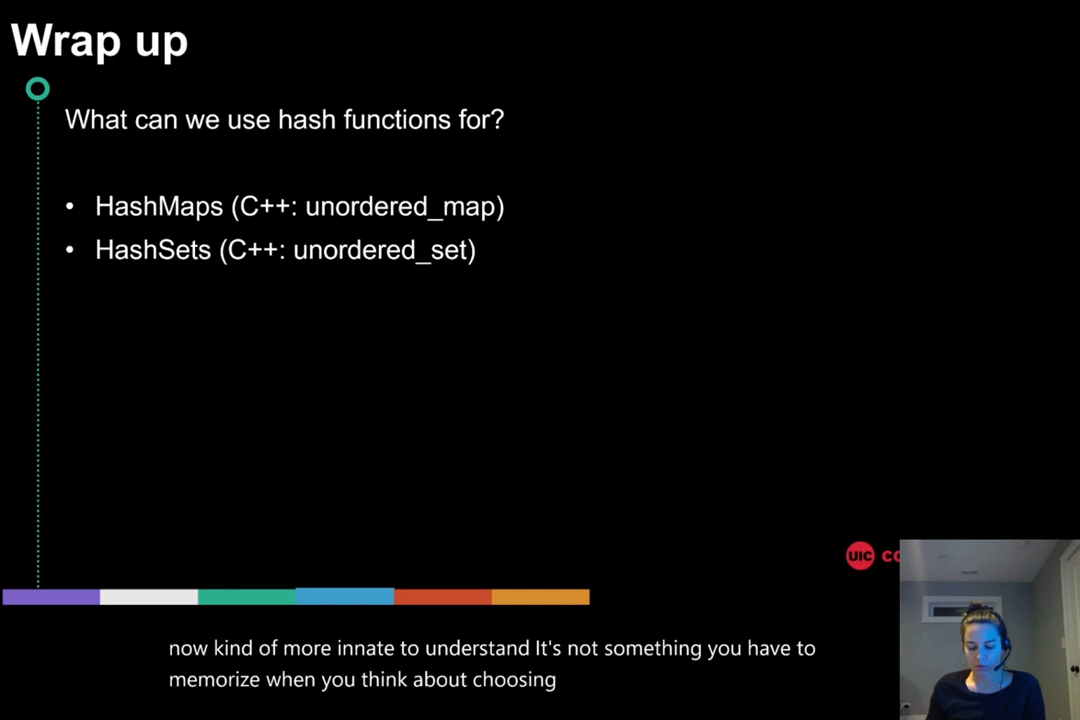 Wrap up
What can we use hash functions for?
• HashMaps (C++: unordered_map)
• HashSets (C++: unordered_set)
UIC
now kind of more innate to understand It's not something you have to
memorize when you think about choosing